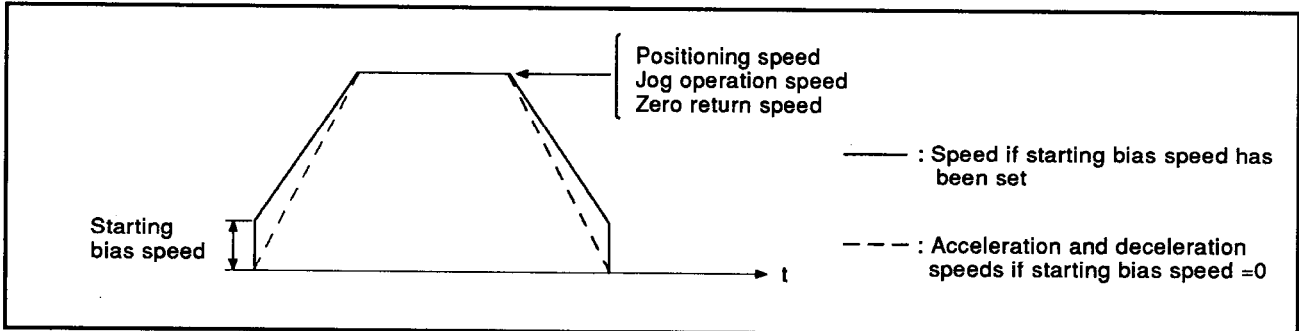 Positioning speed
Jog operation speed
Zero return speed
: Speed if starting bias speed has
been set
Starting
bias speed
: Acceleration and deceleration
speeds if starting bias speed =0
t